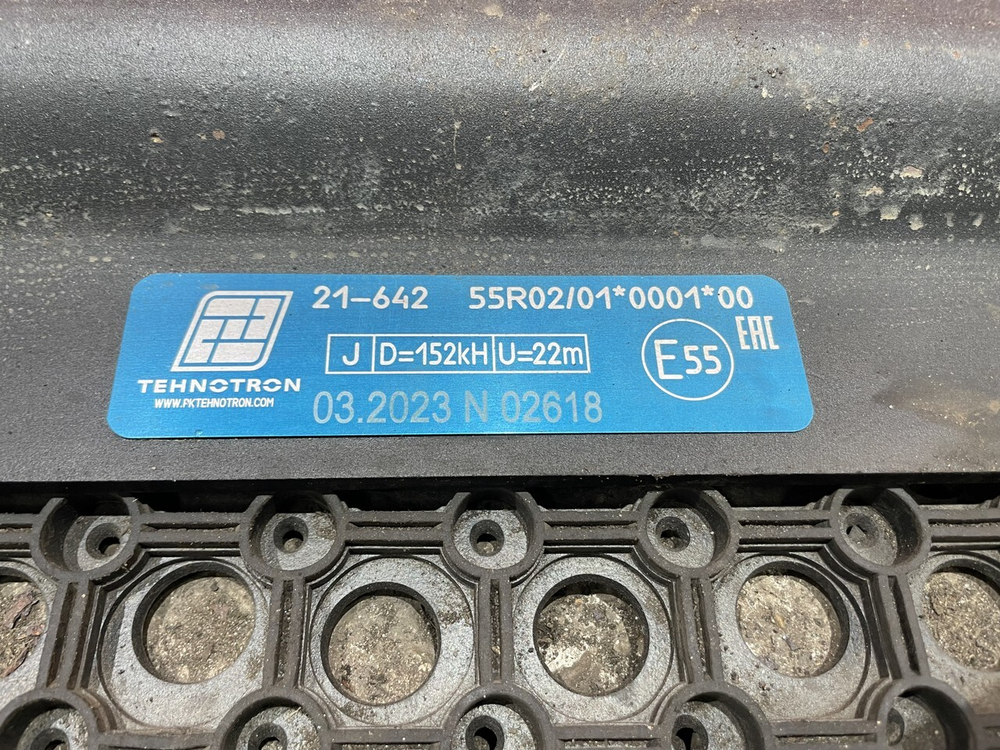 21-642 55R02/01*0001*00
J D=152kH U=22m
E55
EAC
TEHNOTRON
WWW.PKTEHNOTRON.COM
03.2023 N 02618